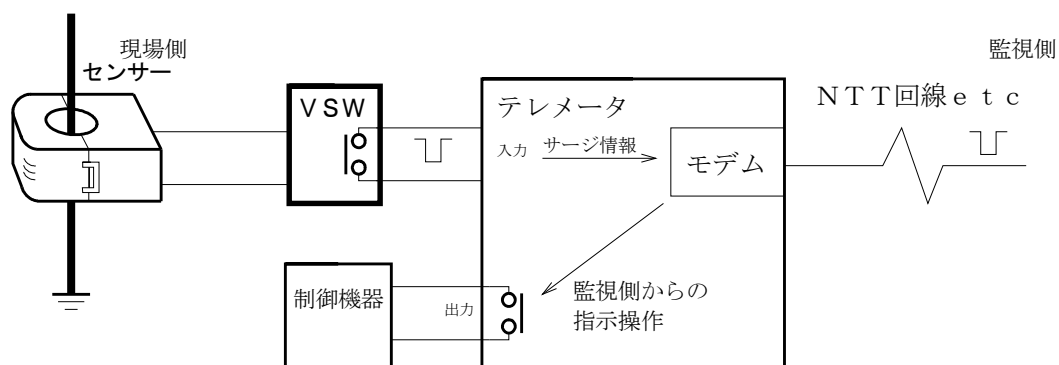 現場側
センサー
VSW
テレメータ
入力
サージ情報
モデム
NTT回線etc
監視側
制御機器
出力
監視側からの
指示操作